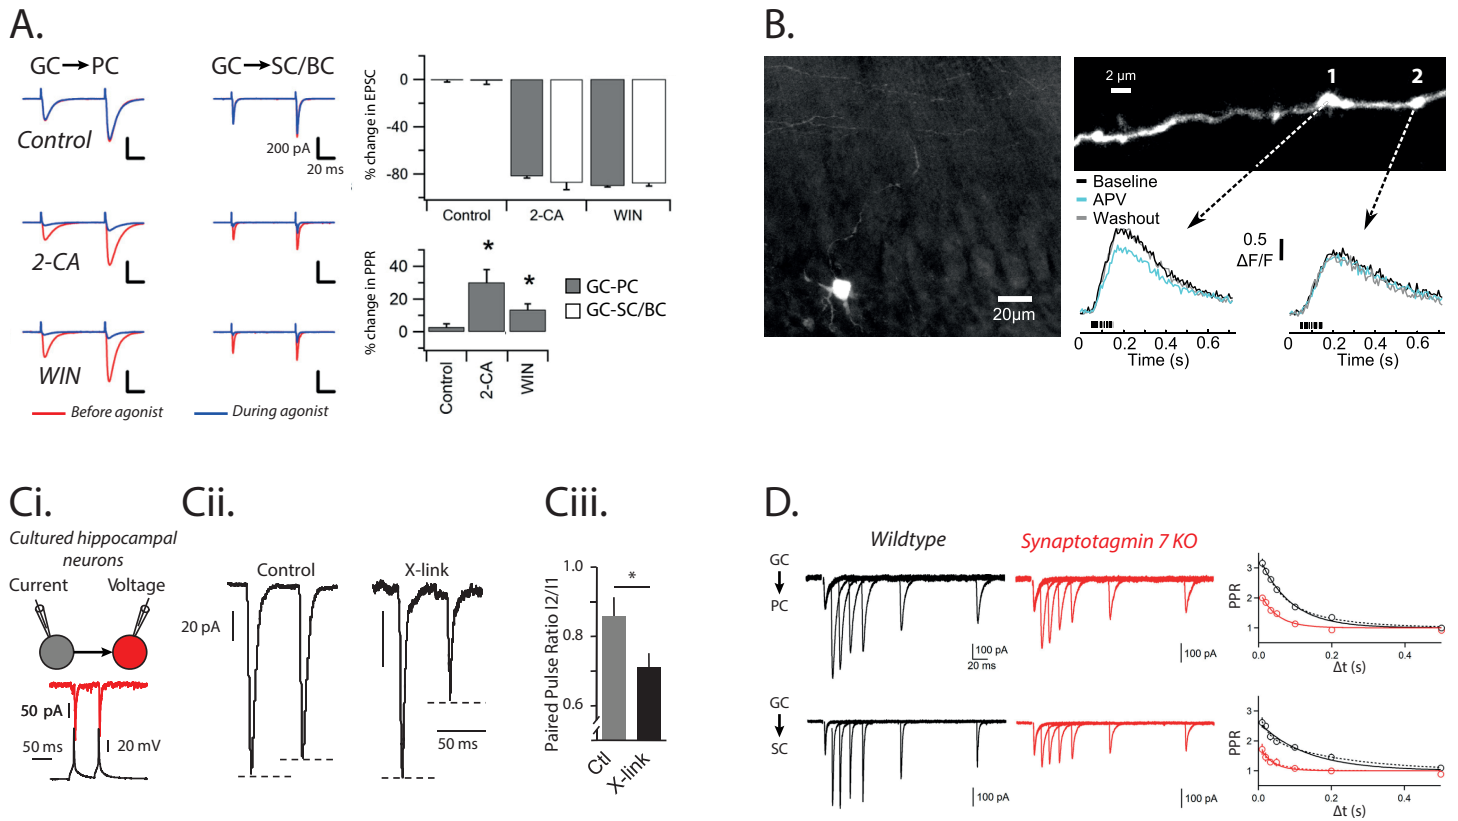 A.
GC→PC
GC→SC/BC
Control
200 pA
20 ms
2-CA
WIN
Before agonist
During agonist
% change in EPSC
0
-40
-80
Control
2-CA
WIN
% change in PPR
40
20
0
*
*
GC-PC
GC-SC/BC
Control
2-CA
WIN
B.
20μm
2 μm
1
2
Baseline
APV
Washout
0.5
ΔF/F
0 0.2 0.4 0.6
Time (s)
0 0.2 0.4 0.6
Time (s)
Ci.
Cultured hippocampal
neurons
Current
Voltage
50 pA
50 ms
20 mV
Cii.
Control
X-link
20 pA
50 ms
Ciii.
Paired Pulse Ratio I2/I1
1.0
0.8
0.6
*
Ctl
X-link
D.
Wildtype
Synaptotagmin 7 KO
GC
PC
100 pA
20 ms
100 pA
PPR
3
2
1
0.0 0.2 0.4
Δt (s)
GC
SC
100 pA
100 pA
PPR
3
2
1
0.0 0.2 0.4
Δt (s)